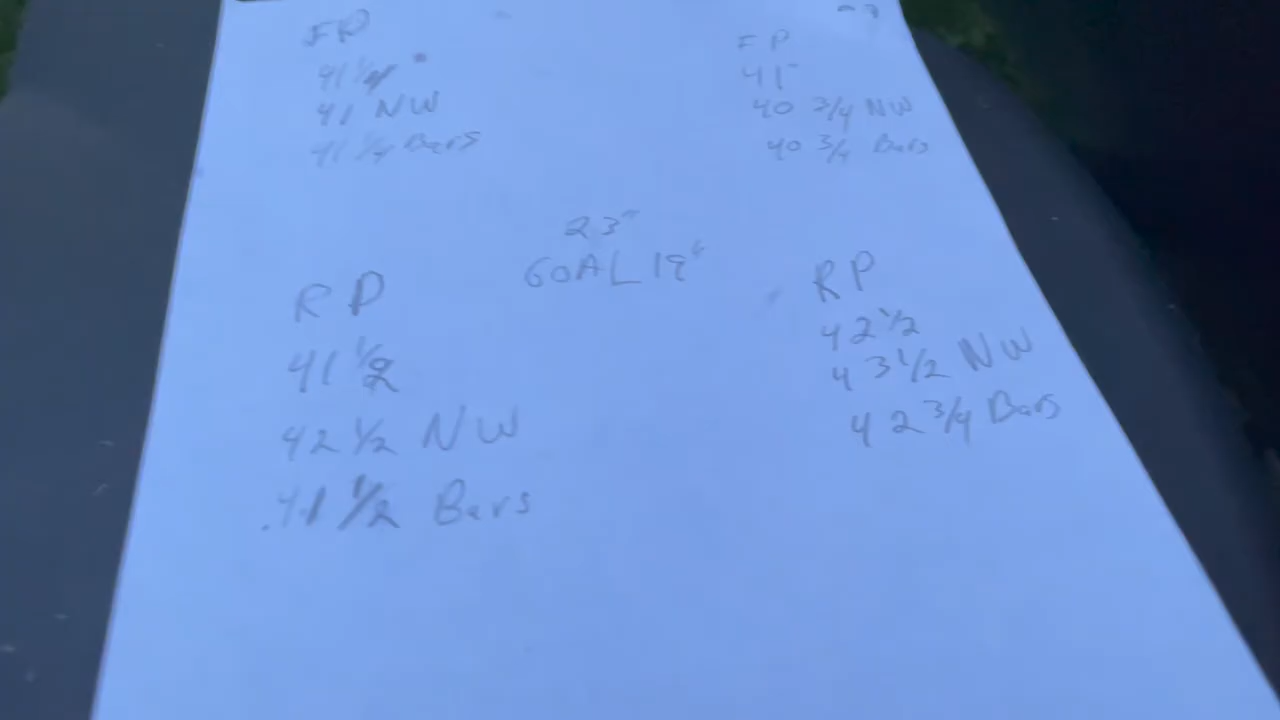 FP
41 1/4"
41 NW
41 1/4 Bars
FP
41"
40 3/4 NW
40 3/4 Bars
23"
GOAL 19"
RP
41 1/2
42 1/2 NW
41 1/2 Bars
RP
42 1/2
43 1/2 NW
42 3/4 Bars